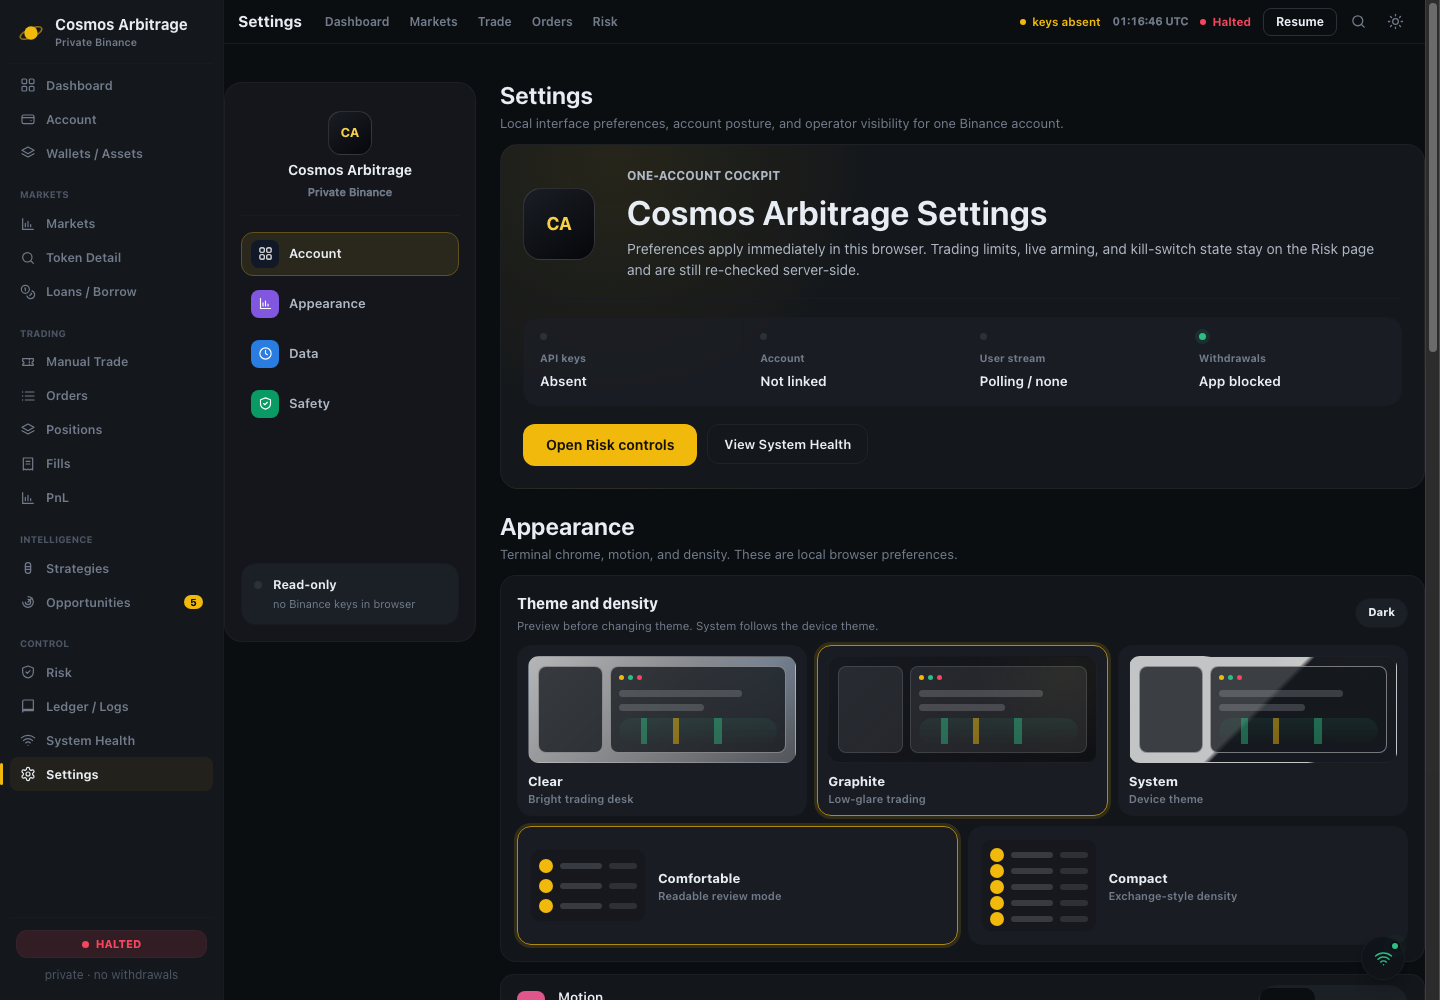 Cosmos Arbitrage
Private Binance
Dashboard
Account
Wallets / Assets
MARKETS
Markets
Token Detail
Loans / Borrow
TRADING
Manual Trade
Orders
Positions
Fills
PnL
INTELLIGENCE
Strategies
Opportunities 5
CONTROL
Risk
Ledger / Logs
System Health
Settings
HALTED
private · no withdrawals
Settings Dashboard Markets Trade Orders Risk
keys absent 01:16:46 UTC Halted Resume
CA
Cosmos Arbitrage
Private Binance
Account
Appearance
Data
Safety
Read-only
no Binance keys in browser
Settings
Local interface preferences, account posture, and operator visibility for one Binance account.
CA
ONE-ACCOUNT COCKPIT
Cosmos Arbitrage Settings
Preferences apply immediately in this browser. Trading limits, live arming, and kill-switch state stay on the Risk page
and are still re-checked server-side.
API keys
Absent
Account
Not linked
User stream
Polling / none
Withdrawals
App blocked
Open Risk controls
View System Health
Appearance
Terminal chrome, motion, and density. These are local browser preferences.
Theme and density
Preview before changing theme. System follows the device theme.
Dark
Clear
Bright trading desk
Graphite
Low-glare trading
System
Device theme
Comfortable
Readable review mode
Compact
Exchange-style density
Motion